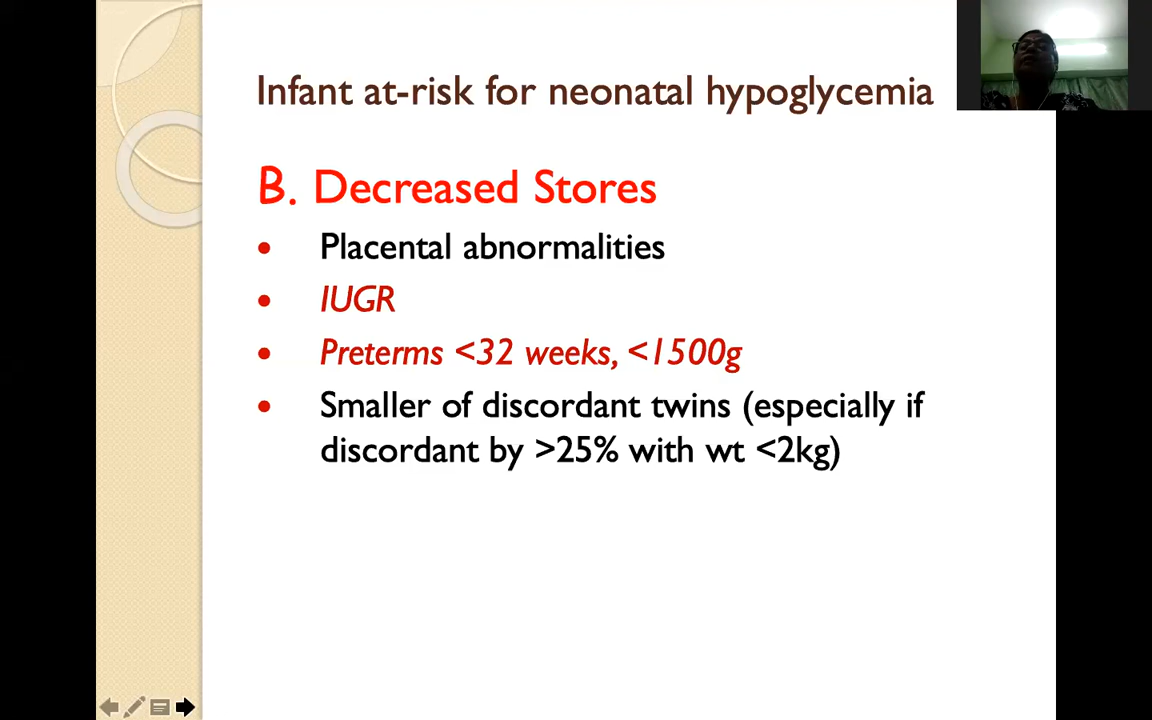 Infant at-risk for neonatal hypoglycemia
B. Decreased Stores
• Placental abnormalities
• IUGR
• Preterms <32 weeks, <1500g
• Smaller of discordant twins (especially if
discordant by >25% with wt <2kg)